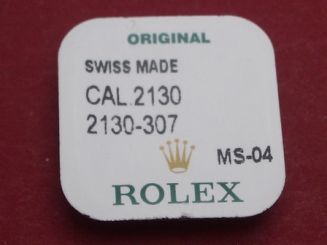 ORIGINAL
SWISS MADE
CAL.2130
2130-307
MS-04
ROLEX